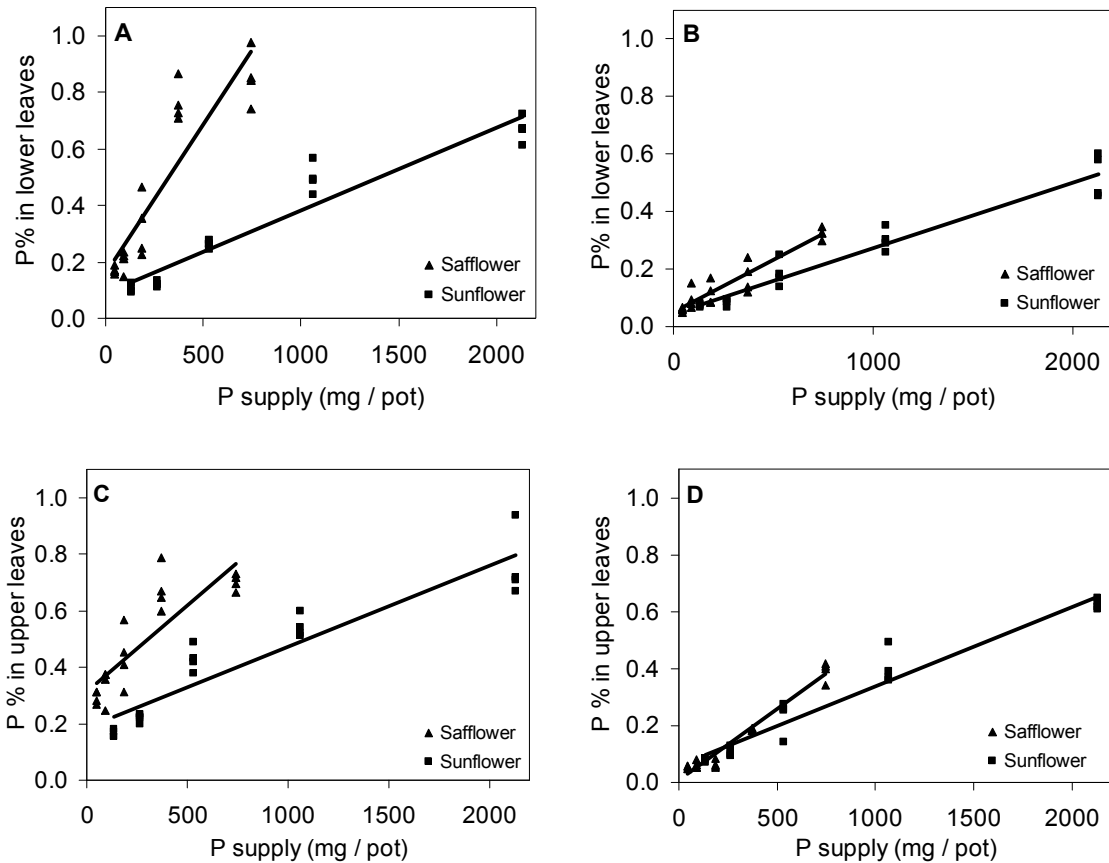 A
P% in lower leaves
1.0
0.8
0.6
0.4
0.2
0.0
Safflower
Sunflower
0 500 1000 1500 2000
P supply (mg / pot)
B
P% in lower leaves
1.0
0.8
0.6
0.4
0.2
0.0
Safflower
Sunflower
0 1000 2000
P supply (mg / pot)
C
P % in upper leaves
1.0
0.8
0.6
0.4
0.2
0.0
Safflower
Sunflower
0 500 1000 1500 2000
P supply (mg / pot)
D
P % in upper leaves
1.0
0.8
0.6
0.4
0.2
0.0
Safflower
Sunflower
0 500 1000 1500 2000
P supply (mg / pot)